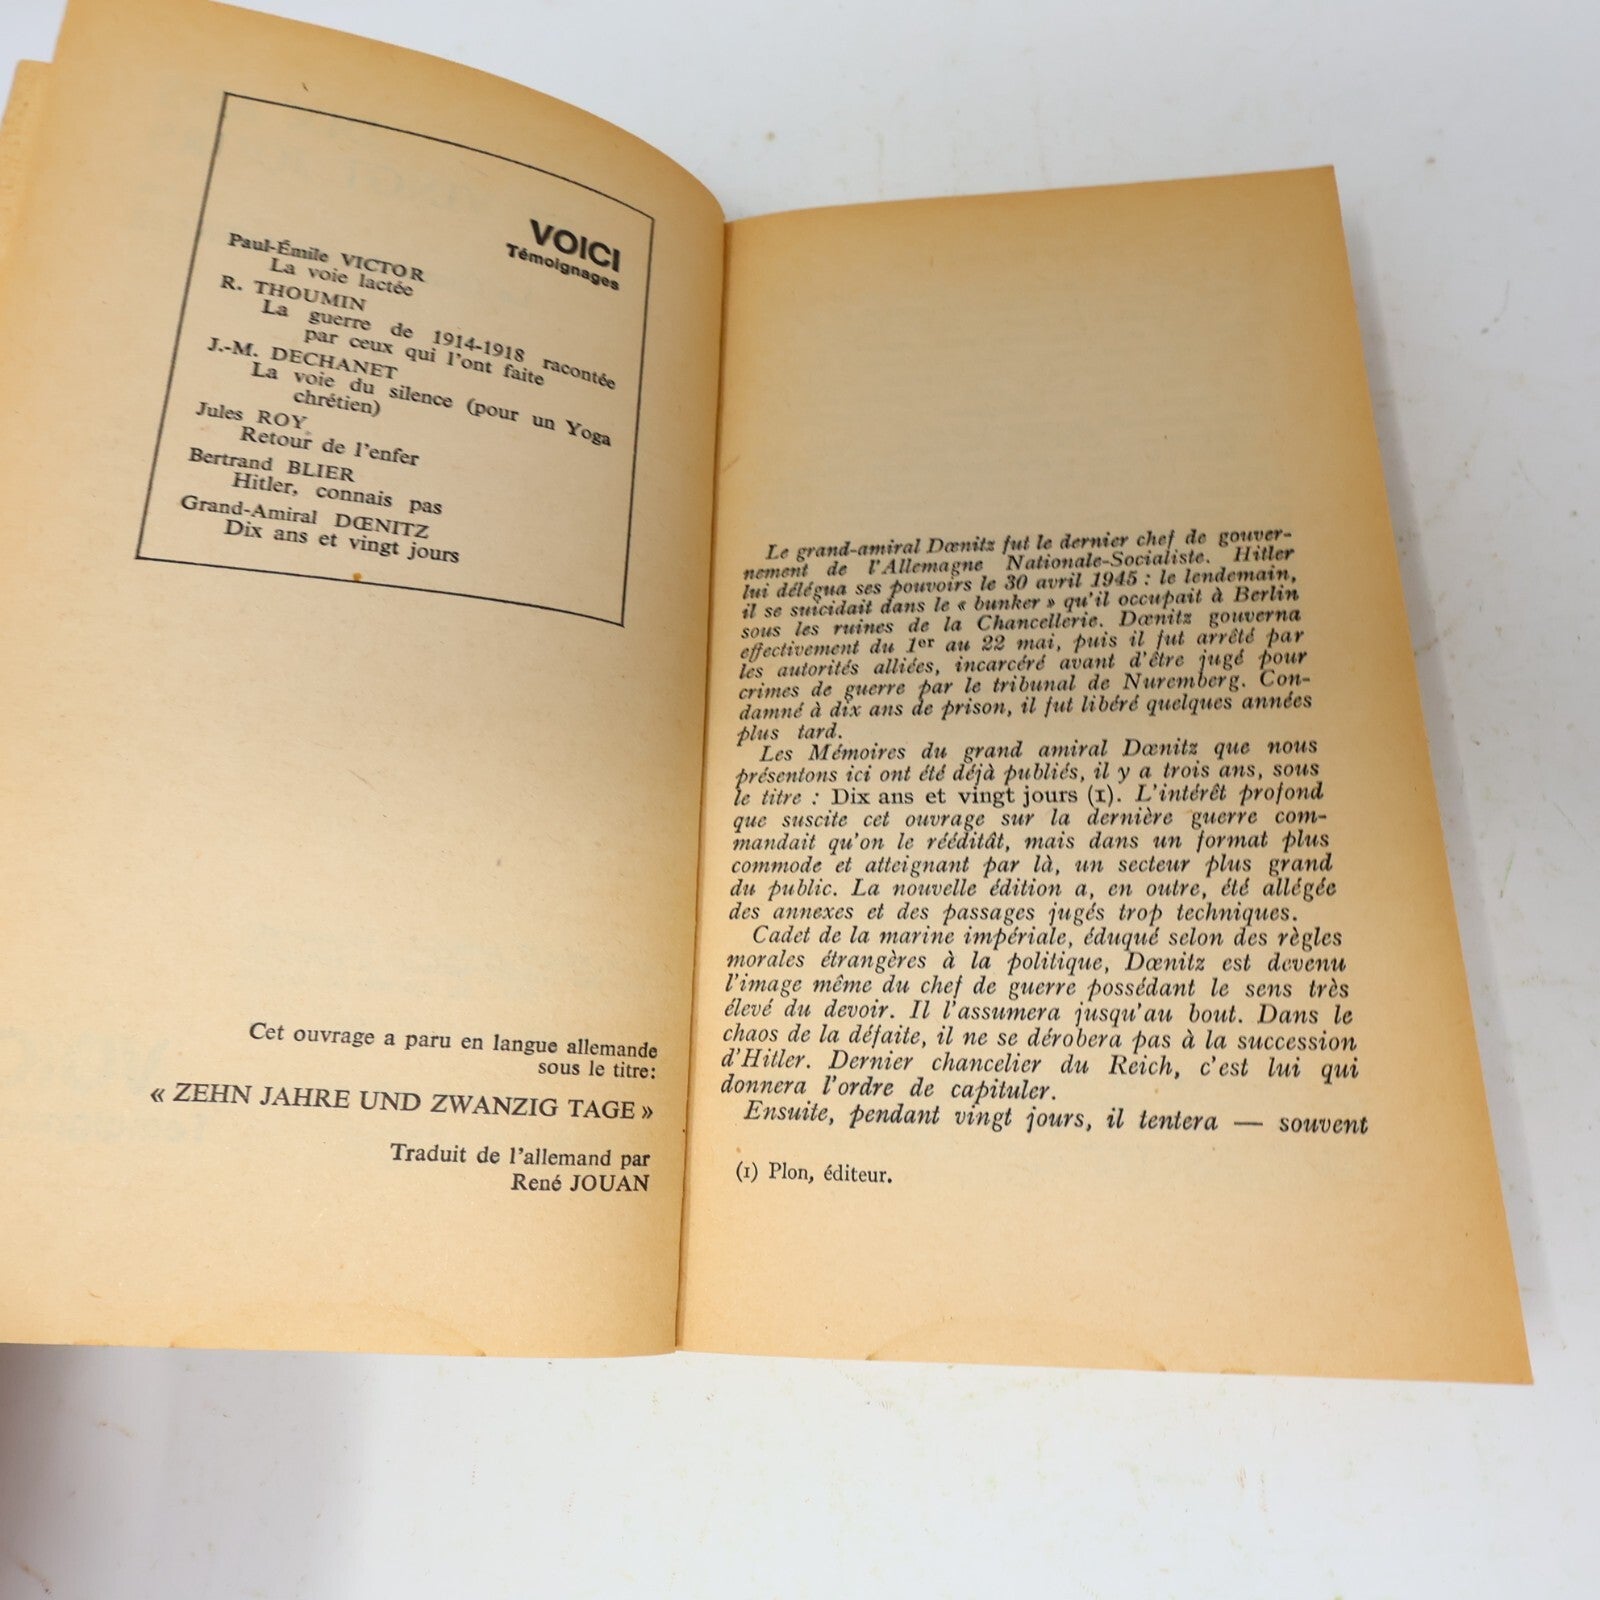 VOICI
Témoignages
Paul-Émile VICTOR
La voie lactée
R. THOUMIN
La guerre de 1914-1918 racontée
par ceux qui l'ont faite
J.-M. DECHANET
La voie du silence (pour un Yoga
chrétien)
Jules ROY
Retour de l'enfer
Bertrand BLIER
Hitler, connais pas
Grand-Amiral DŒNITZ
Dix ans et vingt jours
Cet ouvrage a paru en langue allemande
sous le titre:
« ZEHN JAHRE UND ZWANZIG TAGE »
Traduit de l'allemand par
René JOUAN
Le grand-amiral Dœnitz fut le dernier chef de gouver-
nement de l'Allemagne Nationale-Socialiste. Hitler
lui délégua ses pouvoirs le 30 avril 1945 : le lendemain,
il se suicidait dans le « bunker » qu'il occupait à Berlin
sous les ruines de la Chancellerie. Dœnitz gouverna
effectivement du 1er au 22 mai, puis il fut arrêté par
les autorités alliées, incarcéré avant d'être jugé pour
crimes de guerre par le tribunal de Nuremberg. Con-
damné à dix ans de prison, il fut libéré quelques années
plus tard.
Les Mémoires du grand amiral Dœnitz que nous
présentons ici ont été déjà publiés, il y a trois ans, sous
le titre : Dix ans et vingt jours (1). L'intérêt profond
que suscite cet ouvrage sur la dernière guerre com-
mandait qu'on le rééditât, mais dans un format plus
commode et atteignant par là, un secteur plus grand
du public. La nouvelle édition a, en outre, été allégée
des annexes et des passages jugés trop techniques.
Cadet de la marine impériale, éduqué selon des règles
morales étrangères à la politique, Dœnitz est devenu
l'image même du chef de guerre possédant le sens très
élevé du devoir. Il l'assumera jusqu'au bout. Dans le
chaos de la défaite, il ne se dérobera pas à la succession
d'Hitler. Dernier chancelier du Reich, c'est lui qui
donnera l'ordre de capituler.
Ensuite, pendant vingt jours, il tentera — souvent
(1) Plon, éditeur.